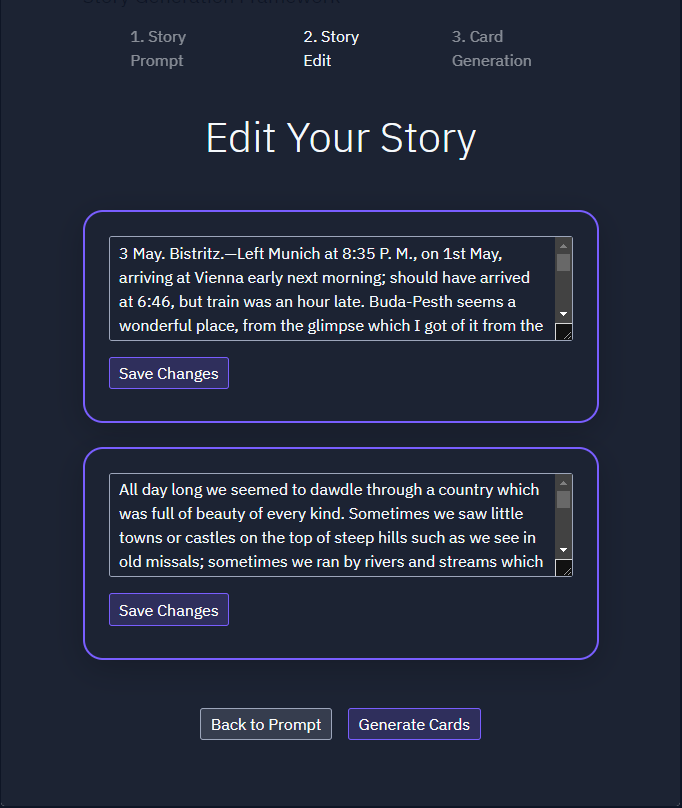 Story Generation Framework
1. Story
Prompt
2. Story
Edit
3. Card
Generation
Edit Your Story
3 May. Bistritz.—Left Munich at 8:35 P. M., on 1st May,
arriving at Vienna early next morning; should have arrived
at 6:46, but train was an hour late. Buda-Pesth seems a
wonderful place, from the glimpse which I got of it from the
Save Changes
All day long we seemed to dawdle through a country which
was full of beauty of every kind. Sometimes we saw little
towns or castles on the top of steep hills such as we see in
old missals; sometimes we ran by rivers and streams which
Save Changes
Back to Prompt
Generate Cards